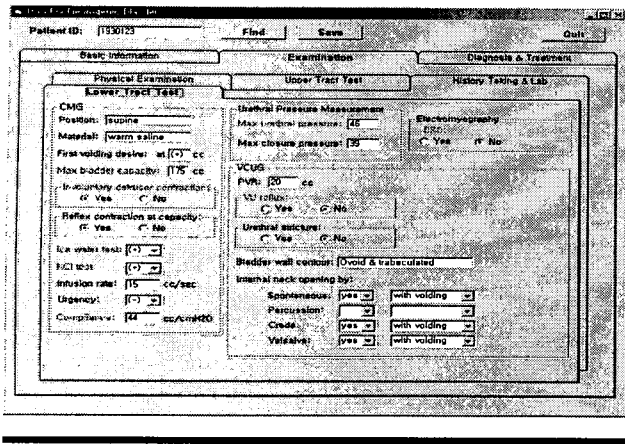 Patient ID: 1930123 Find Save Quit
Basic Information Examination Diagnosis & Treatment
Physical Examination Upper Tract Test History Taking & Lab
Lower Tract Test
CMG
Position: supine
Material: warm saline
First voiding desire: at (-) cc
Max bladder capacity: 175 cc
Involuntary detrusor contraction:
Yes No
Reflex contraction at capacity:
Yes No
Ice water test: (-)
test (-)
Infusion rate: 15 cc/sec
Urgency: (-)
Compliance: 44 cc/cmH2O
Urethral Pressure Measurement
Max urethral pressure: 46
Max closure pressure: 39
Electromyography
Yes No
VCUG
PVR: 20 cc
VU reflux:
Yes No
Urethral stricture:
Yes No
Bladder wall contour: Ovoid & trabeculated
Internal neck opening by:
Spontaneous: yes with voiding
Percussion:
Crede: yes with voiding
Valsalva: yes with voiding